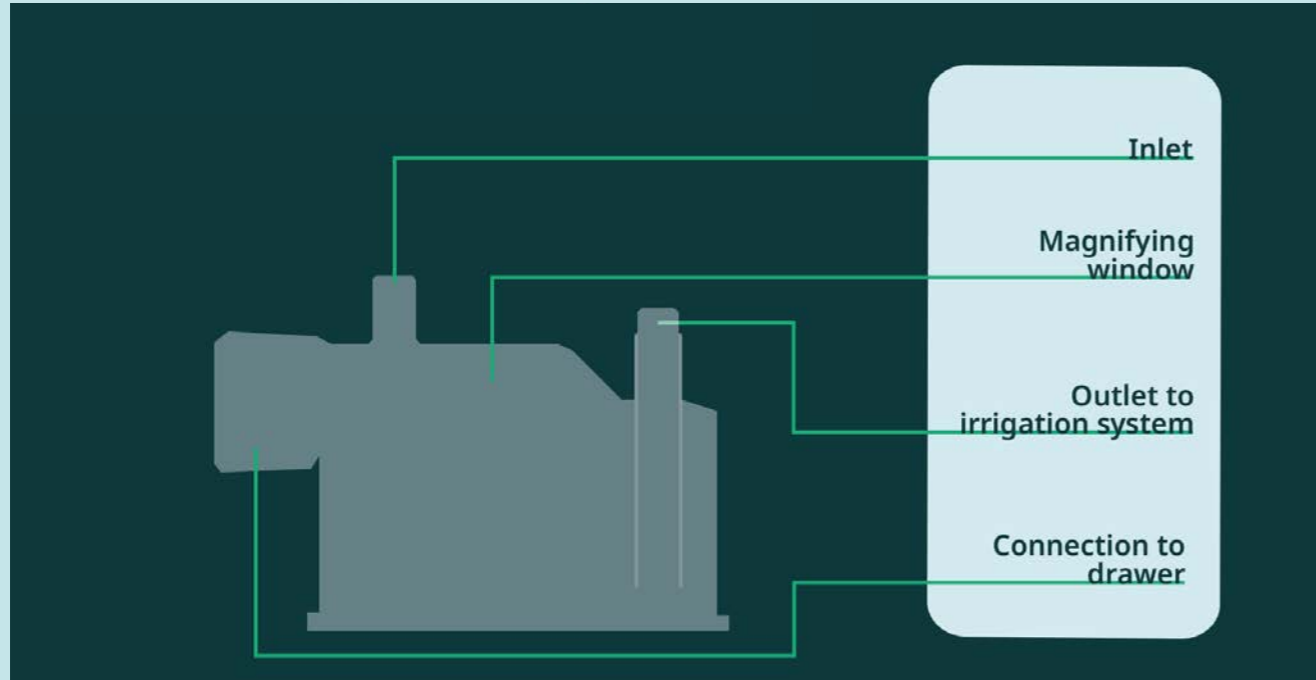 Inlet
Magnifying
window
Outlet to
irrigation system
Connection to
drawer